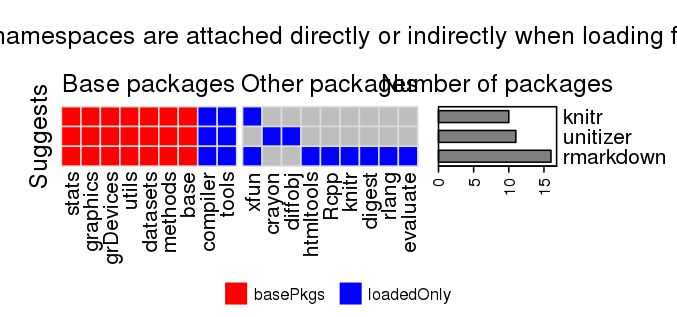 namespaces are attached directly or indirectly when loading f
Base packages
Other packages
Number of packages
Suggests
knitr
unitizer
rmarkdown
0
5
10
15
stats
graphics
grDevices
utils
datasets
methods
base
compiler
tools
xfun
crayon
diffobj
htmltools
Rcpp
knitr
digest
rlang
evaluate
basePkgs
loadedOnly